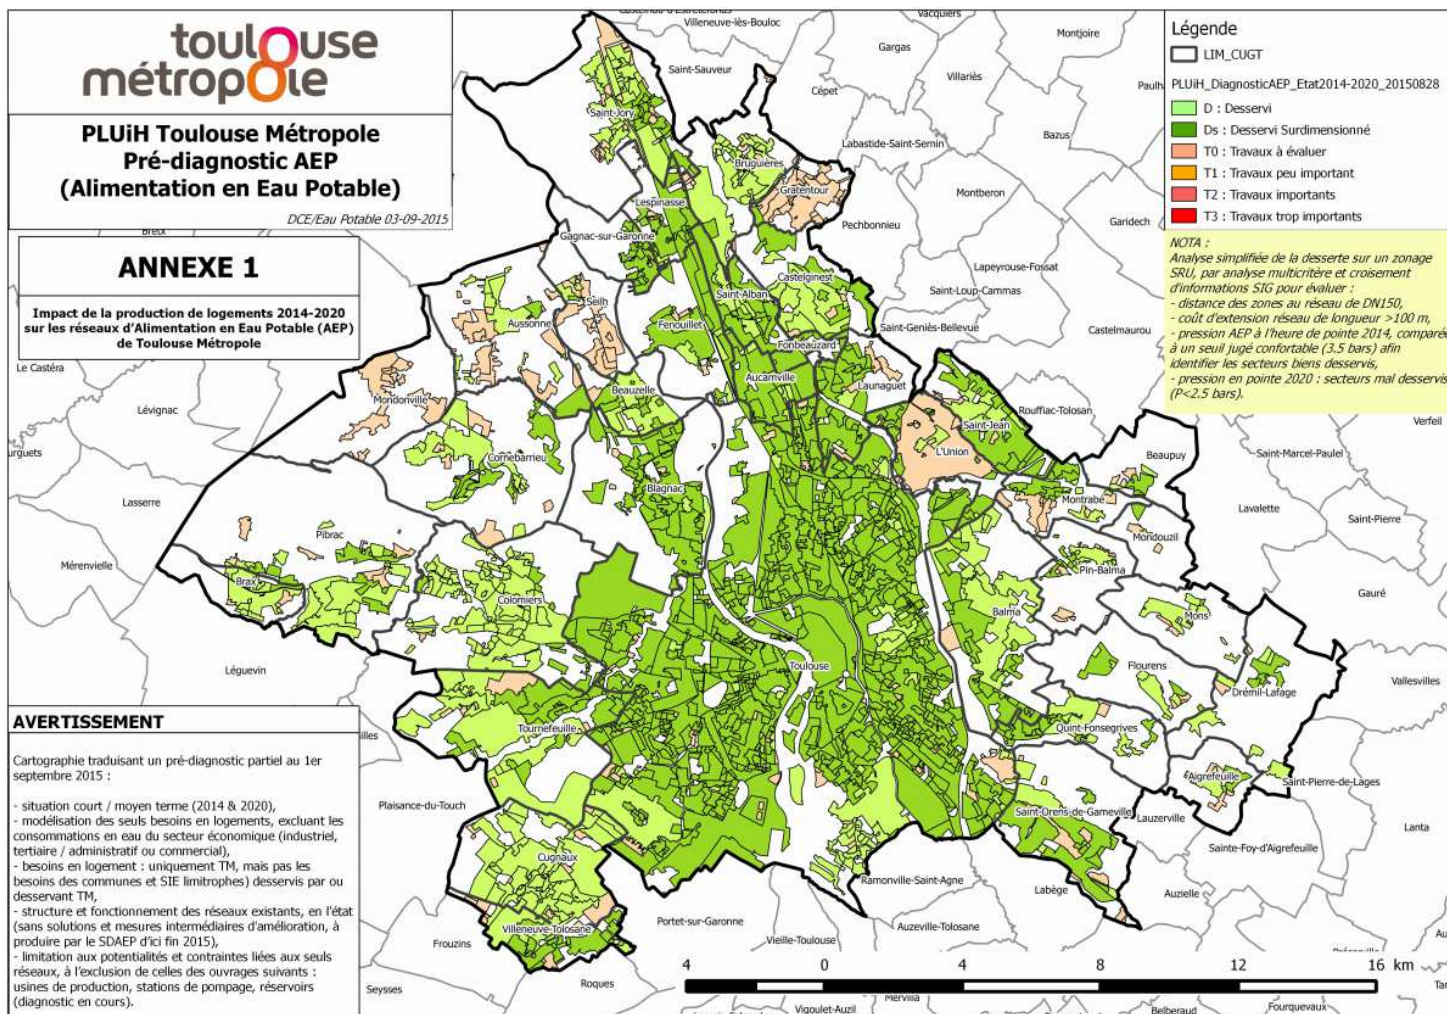 toulouse
métropole
PLUiH Toulouse Métropole
Pré-diagnostic AEP
(Alimentation en Eau Potable)
DCE/Eau Potable 03-09-2015
ANNEXE 1
Impact de la production de logements 2014-2020
sur les réseaux d'Alimentation en Eau Potable (AEP)
de Toulouse Métropole
Légende
LIM_CUGT
PLUiH_DiagnosticAEP_Etat2014-2020_20150828
D : Desservi
Ds : Desservi Surdimensionné
T0 : Travaux à évaluer
T1 : Travaux peu important
T2 : Travaux importants
T3 : Travaux trop importants
NOTA :
Analyse simplifiée de la desserte sur un zonage
SRU, par analyse multicritère et croisement
d'informations SIG pour évaluer :
- distance des zones au réseau de DN150,
- coût d'extension réseau de longueur >100 m,
- pression AEP à l'heure de pointe 2014, comparée
à un seuil jugé confortable (3.5 bars) afin
identifier les secteurs biens desservis,
- pression en pointe 2020 : secteurs mal desservis
(P<2.5 bars).
Villeneuve-lès-Bouloc
Vacquiers
Gargas
Montjoire
Saint-Sauveur
Villariès
Cépet
Saint-Jory
Bazus
Labastide-Saint-Sernin
Bruguières
Gratentour
Montberon
Garidech
Lespinasse
Pechbonnieu
Gagnac-sur-Garonne
Lapeyrouse-Fossat
Castelginest
Saint-Loup-Cammas
Saint-Alban
Seilh
Aussonne
Fenouillet
Saint-Geniès-Bellevue
Castelmaurou
Fonbeauzard
Le Castéra
Aucamville
Launaguet
Beauzelle
Mondonville
Lévignac
Rouffiac-Tolosan
Saint-Jean
Verfeil
L'Union
Beaupuy
Saint-Marcel-Paulel
Cornebarrieu
Blagnac
Montrabé
Lasserre
Lavalette
Saint-Pierre
Pibrac
Mondouzil
Mérenvielle
Pin-Balma
Brax
Gauré
Colomiers
Balma
Mons
Toulouse
Flourens
Léguevin
Vallesvilles
Drémil-Lafage
Tournefeuille
Quint-Fonsegrives
Aigrefeuille
Saint-Pierre-de-Lages
Plaisance-du-Touch
Saint-Orens-de-Gameville
Lauzerville
Lanta
Sainte-Foy-d'Aigrefeuille
Cugnaux
Ramonville-Saint-Agne
Labège
Auzielle
Portet-sur-Garonne
Auzeville-Tolosane
Villeneuve-Tolosane
Frouzins
Vieille-Toulouse
Roques
Seysses
Vigoulet-Auzil
Mervilla
Belberaud
Fourquevaux
AVERTISSEMENT
Cartographie traduisant un pré-diagnostic partiel au 1er
septembre 2015 :
- situation court / moyen terme (2014 & 2020),
- modélisation des seuls besoins en logements, excluant les
consommations en eau du secteur économique (industriel,
tertiaire / administratif ou commercial),
- besoins en logement : uniquement TM, mais pas les
besoins des communes et SIE limitrophes) desservis par ou
desservant TM,
- structure et fonctionnement des réseaux existants, en l'état
(sans solutions et mesures intermédiaires d'amélioration, à
produire par le SDAEP d'ici fin 2015),
- limitation aux potentialités et contraintes liées aux seuls
réseaux, à l'exclusion de celles des ouvrages suivants :
usines de production, stations de pompage, réservoirs
(diagnostic en cours).
4 0 4 8 12 16 km